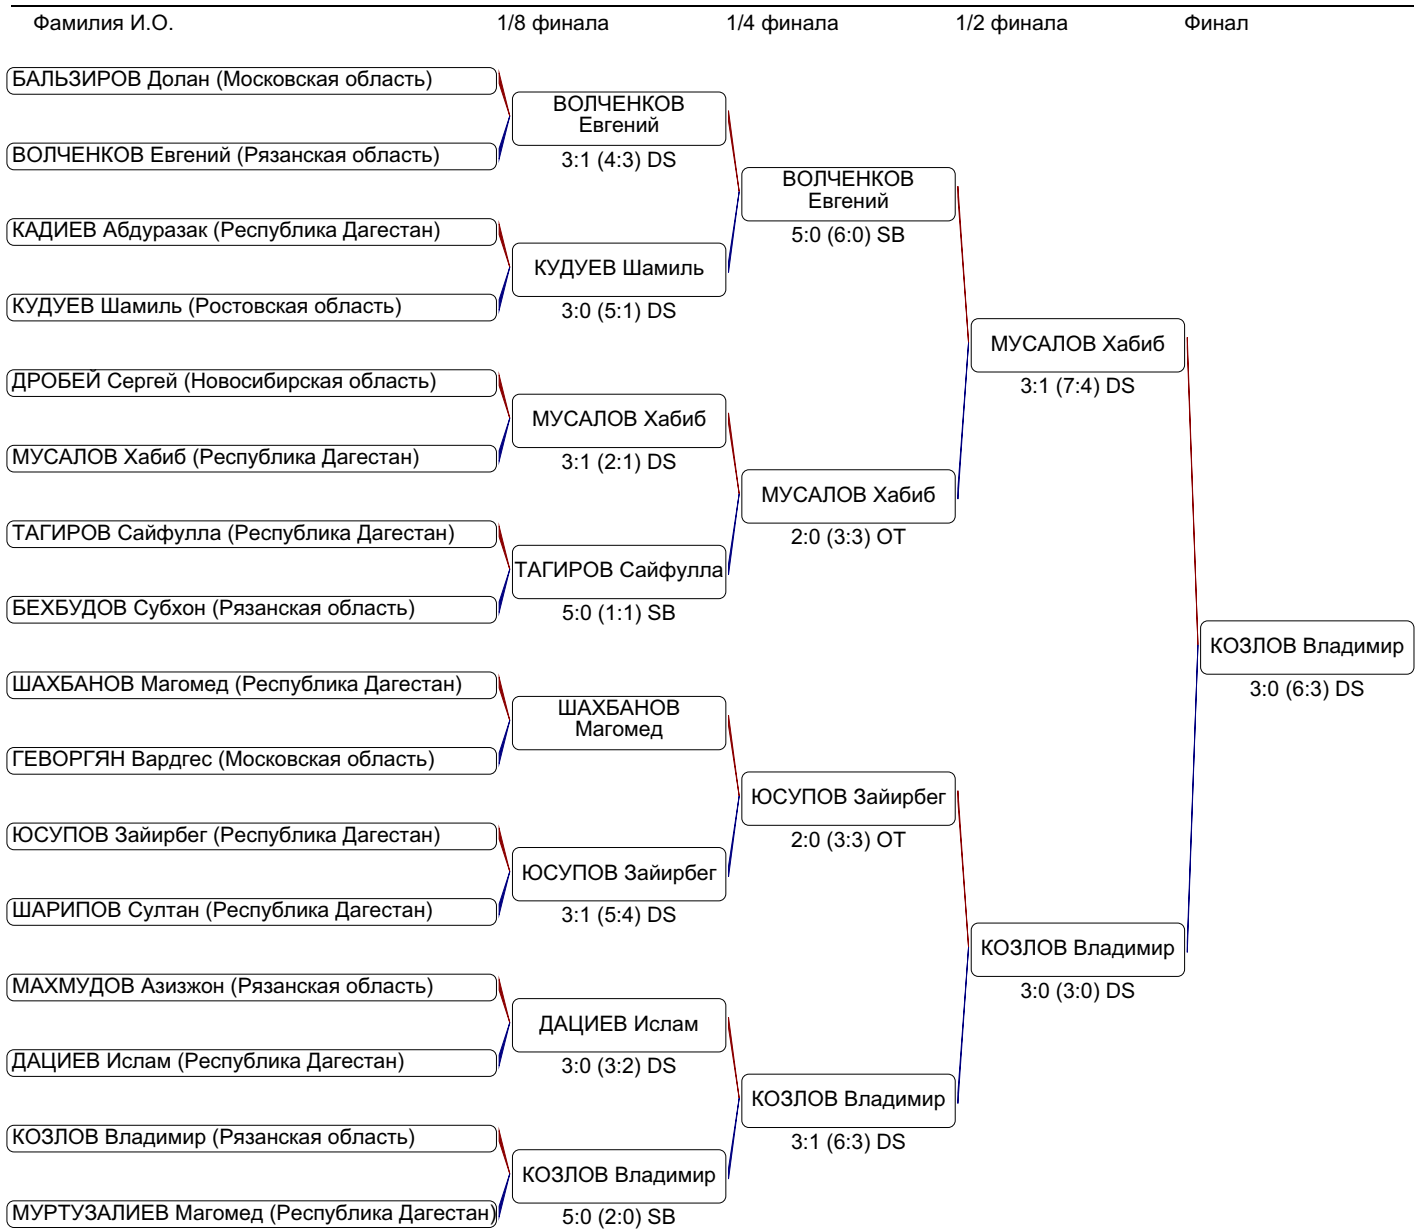 Фамилия И.О. 1/8 финала 1/4 финала 1/2 финала Финал
БАЛЬЗИРОВ Долан (Московская область)
ВОЛЧЕНКОВ
Евгений
3:1 (4:3) DS
ВОЛЧЕНКОВ Евгений (Рязанская область)
ВОЛЧЕНКОВ
Евгений
5:0 (6:0) SB
КАДИЕВ Абдуразак (Республика Дагестан)
КУДУЕВ Шамиль
3:0 (5:1) DS
КУДУЕВ Шамиль (Ростовская область)
МУСАЛОВ Хабиб
3:1 (7:4) DS
ДРОБЕЙ Сергей (Новосибирская область)
МУСАЛОВ Хабиб
3:1 (2:1) DS
МУСАЛОВ Хабиб (Республика Дагестан)
МУСАЛОВ Хабиб
2:0 (3:3) OT
ТАГИРОВ Сайфулла (Республика Дагестан)
ТАГИРОВ Сайфулла
5:0 (1:1) SB
БЕХБУДОВ Субхон (Рязанская область)
КОЗЛОВ Владимир
3:0 (6:3) DS
ШАХБАНОВ Магомед (Республика Дагестан)
ШАХБАНОВ
Магомед
ГЕВОРГЯН Вардгес (Московская область)
ЮСУПОВ Зайирбег
2:0 (3:3) OT
ЮСУПОВ Зайирбег (Республика Дагестан)
ЮСУПОВ Зайирбег
3:1 (5:4) DS
ШАРИПОВ Султан (Республика Дагестан)
КОЗЛОВ Владимир
3:0 (3:0) DS
МАХМУДОВ Азизжон (Рязанская область)
ДАЦИЕВ Ислам
3:0 (3:2) DS
ДАЦИЕВ Ислам (Республика Дагестан)
КОЗЛОВ Владимир
3:1 (6:3) DS
КОЗЛОВ Владимир (Рязанская область)
КОЗЛОВ Владимир
5:0 (2:0) SB
МУРТУЗАЛИЕВ Магомед (Республика Дагестан)